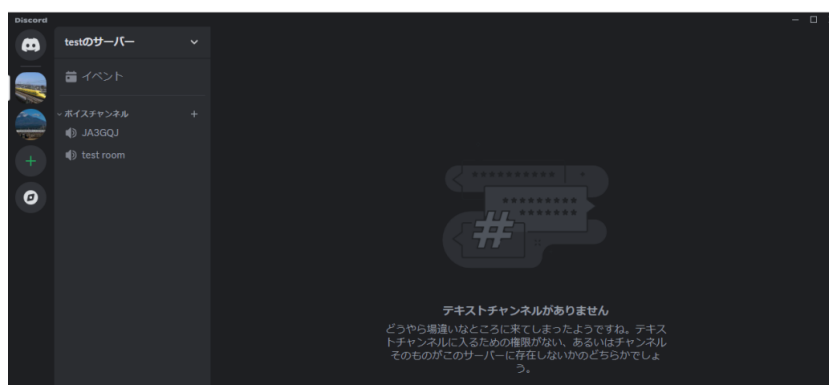 Discord
testのサーバー
イベント
ボイスチャンネル
JA3GQJ
test room
テキストチャンネルがありません
どうやら場違いなところに来てしまったようですね。テキス
トチャンネルに入るための権限がない、あるいはチャンネル
そのものがこのサーバーに存在しないかのどちらかでしょ
う。